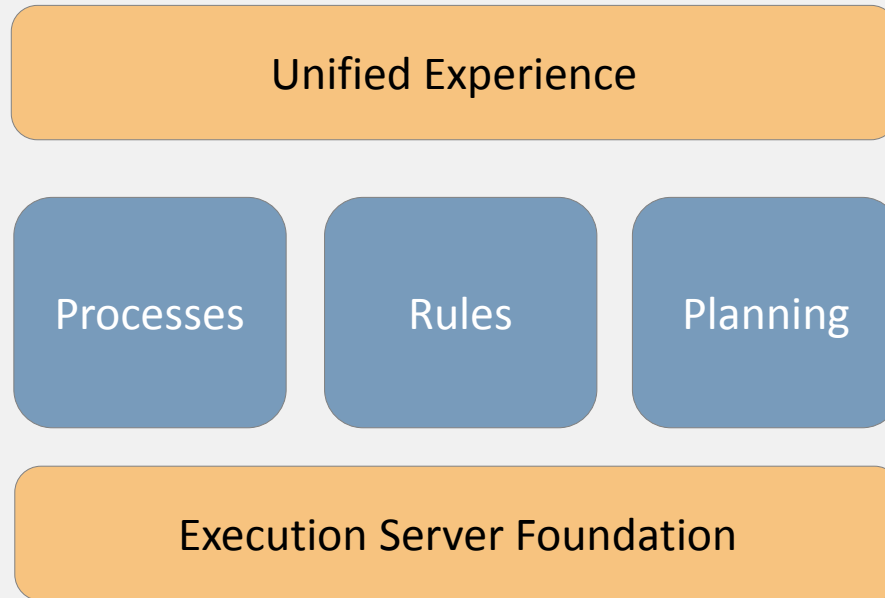 Unified Experience
Processes
Rules
Planning
Execution Server Foundation